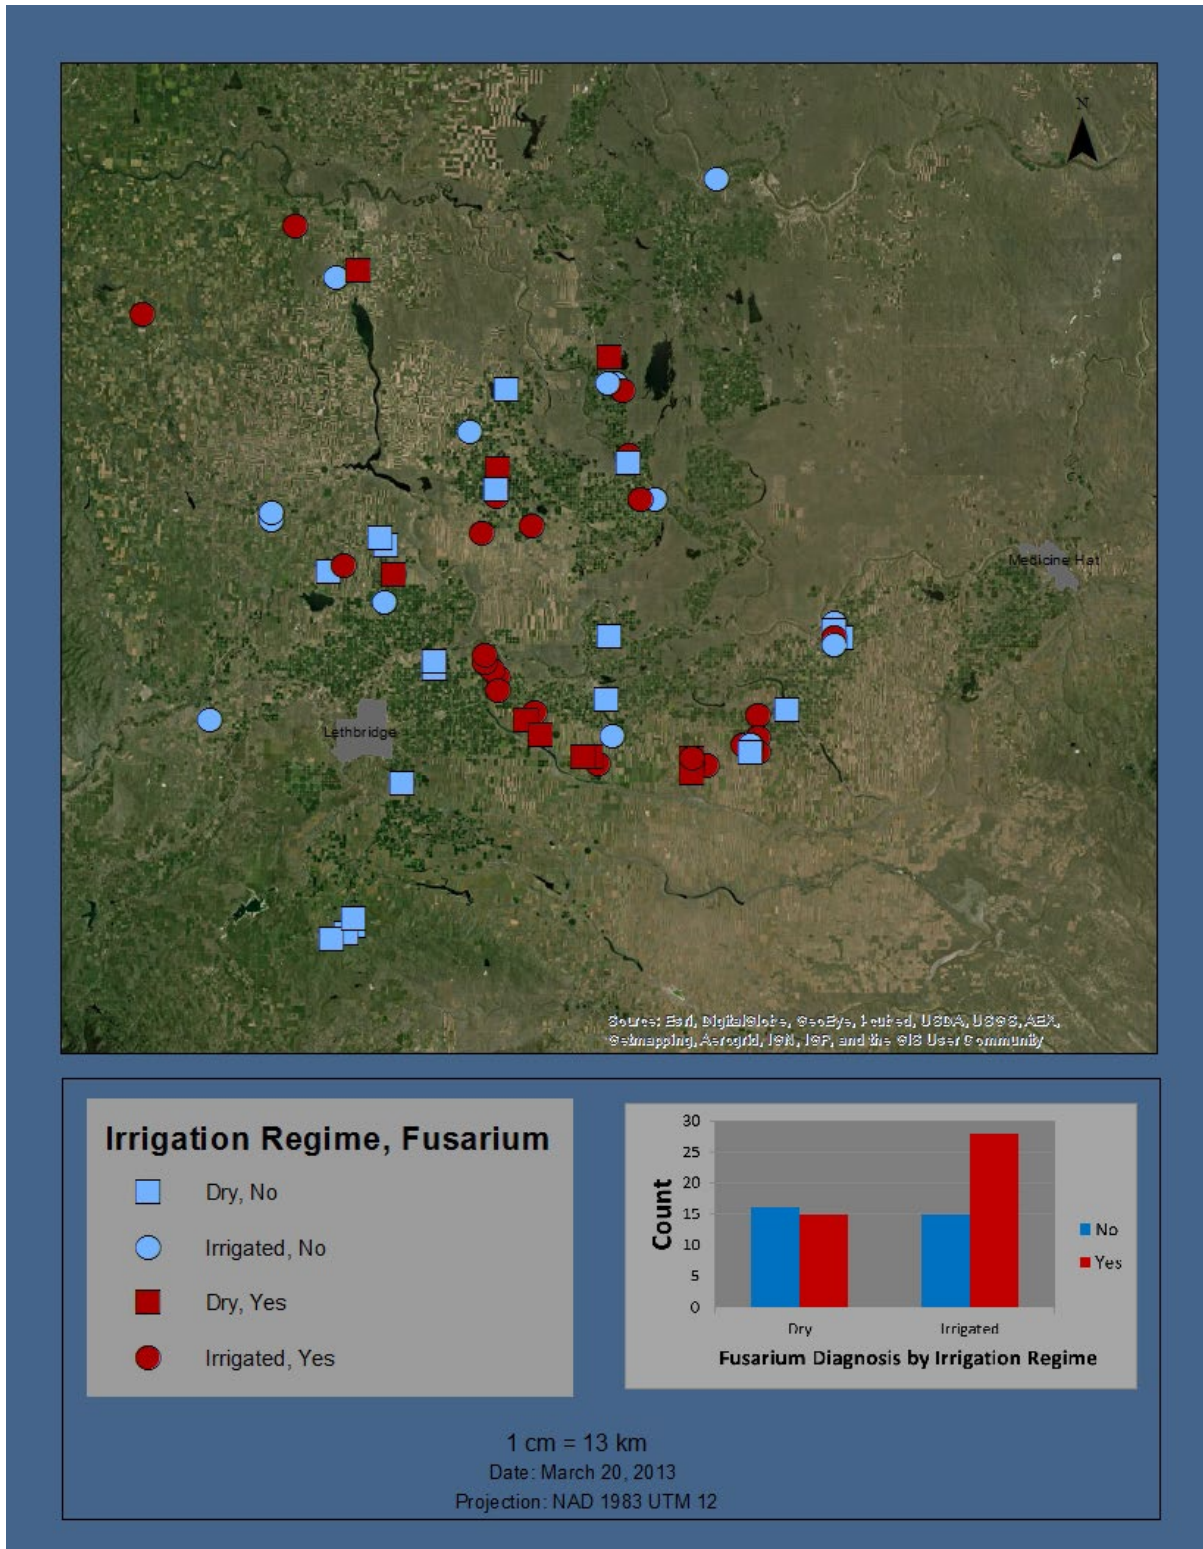 N
Medicine Hat
Lethbridge
Source: Esri, DigitalGlobe, GeoEye, i-cubed, USDA, USGS, AEX,
Getmapping, Aerogrid, IGN, IGP, and the GIS User Community
Irrigation Regime, Fusarium
Dry, No
Irrigated, No
Dry, Yes
Irrigated, Yes
30
25
20
15
10
5
0
Count
Dry
Irrigated
No
Yes
Fusarium Diagnosis by Irrigation Regime
1 cm = 13 km
Date: March 20, 2013
Projection: NAD 1983 UTM 12